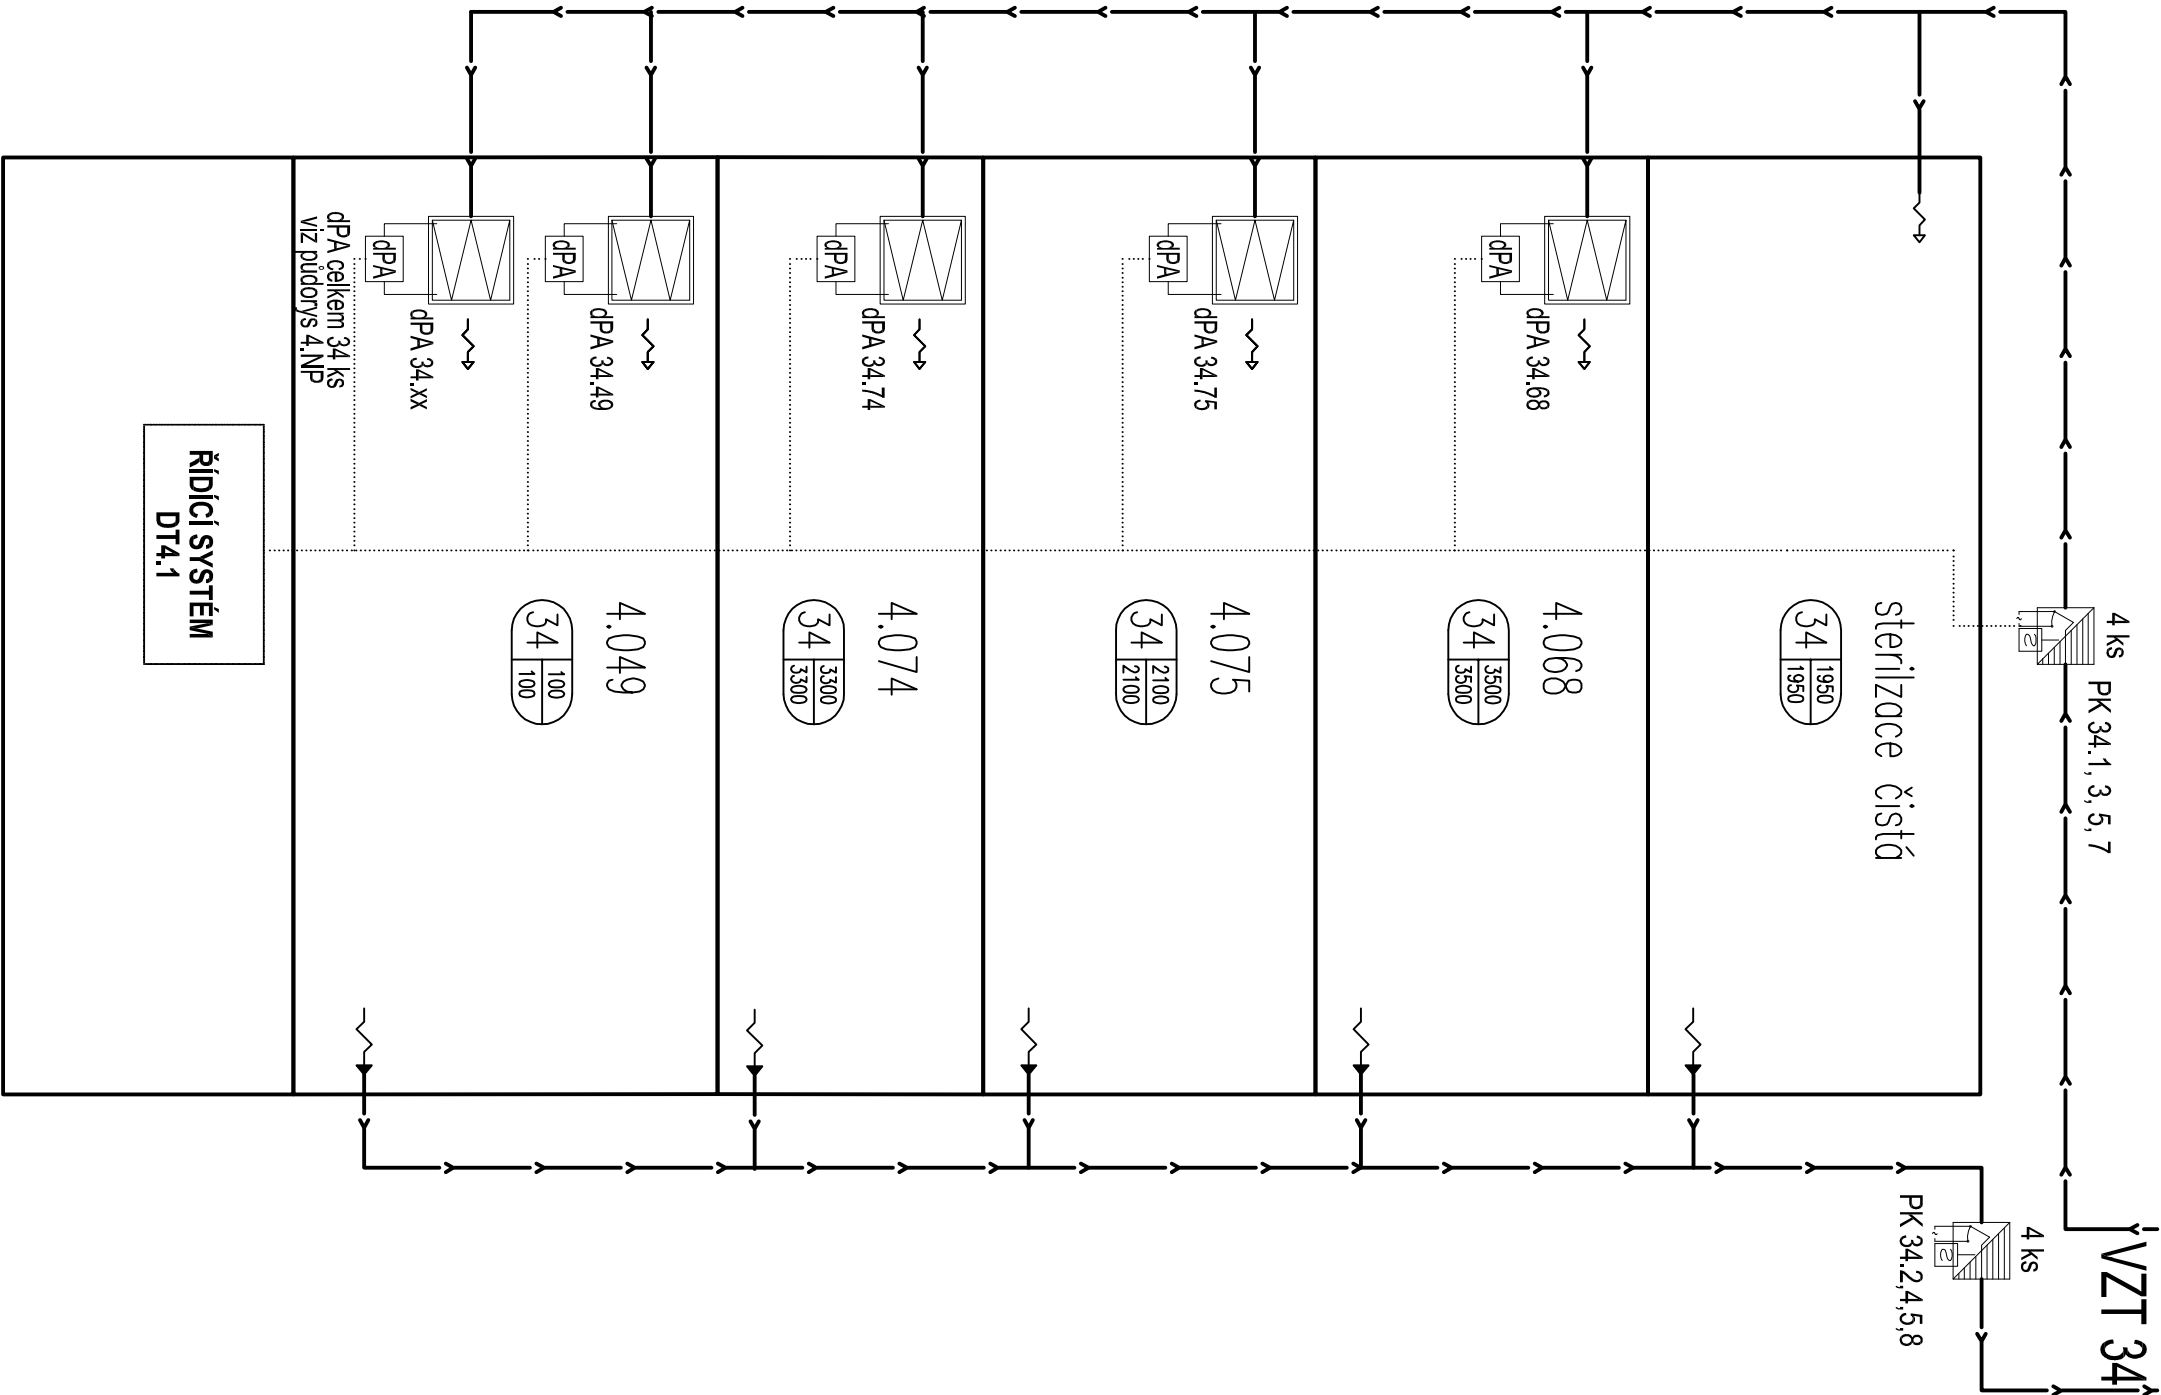 VZT 34
4 ks
PK 34.1, 3, 5, 7
4 ks
PK 34.2,4,5,8
sterilzace čistá
34
1950
1950
4.068
34
3500
3500
dPA
dPA 34.68
4.075
34
2100
2100
dPA
dPA 34.75
4.074
34
3300
3300
dPA
dPA 34.74
4.049
34
100
100
dPA
dPA 34.49
dPA
dPA 34.xx
dPA celkem 34 ks
viz půdorys 4.NP
ŘÍDÍCÍ SYSTÉM
DT4.1